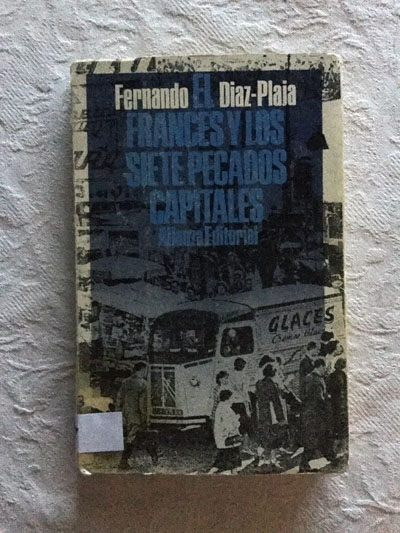 Fernando EL Diaz-Plaja
FRANCES Y LOS
SIETE PECADOS
CAPITALES
Alianza Editorial
GLACES